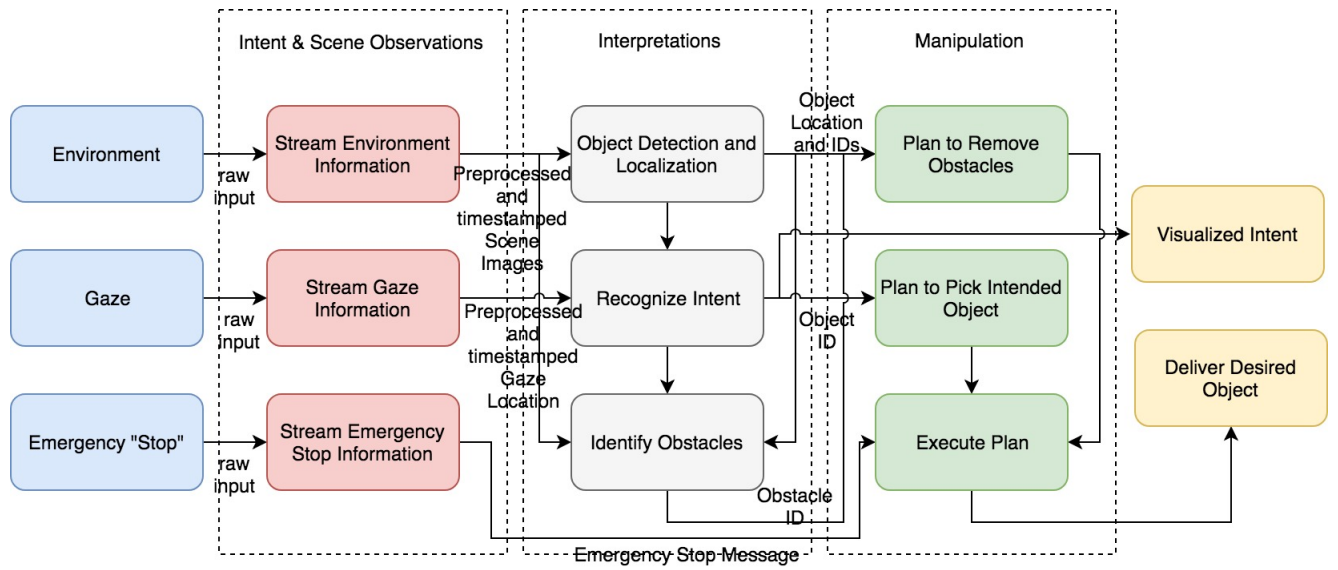 Intent & Scene Observations
Interpretations
Manipulation
Environment
raw
input
Stream Environment
Information
Preprocessed
and
timestamped
Scene
Images
Object Detection and
Localization
Object
Location
and IDs
Plan to Remove
Obstacles
Visualized Intent
Gaze
raw
input
Stream Gaze
Information
Preprocessed
and
timestamped
Gaze
Location
Recognize Intent
Object
ID
Plan to Pick Intended
Object
Deliver Desired
Object
Emergency "Stop"
raw
input
Stream Emergency
Stop Information
Identify Obstacles
Obstacle
ID
Execute Plan
Emergency Stop Message